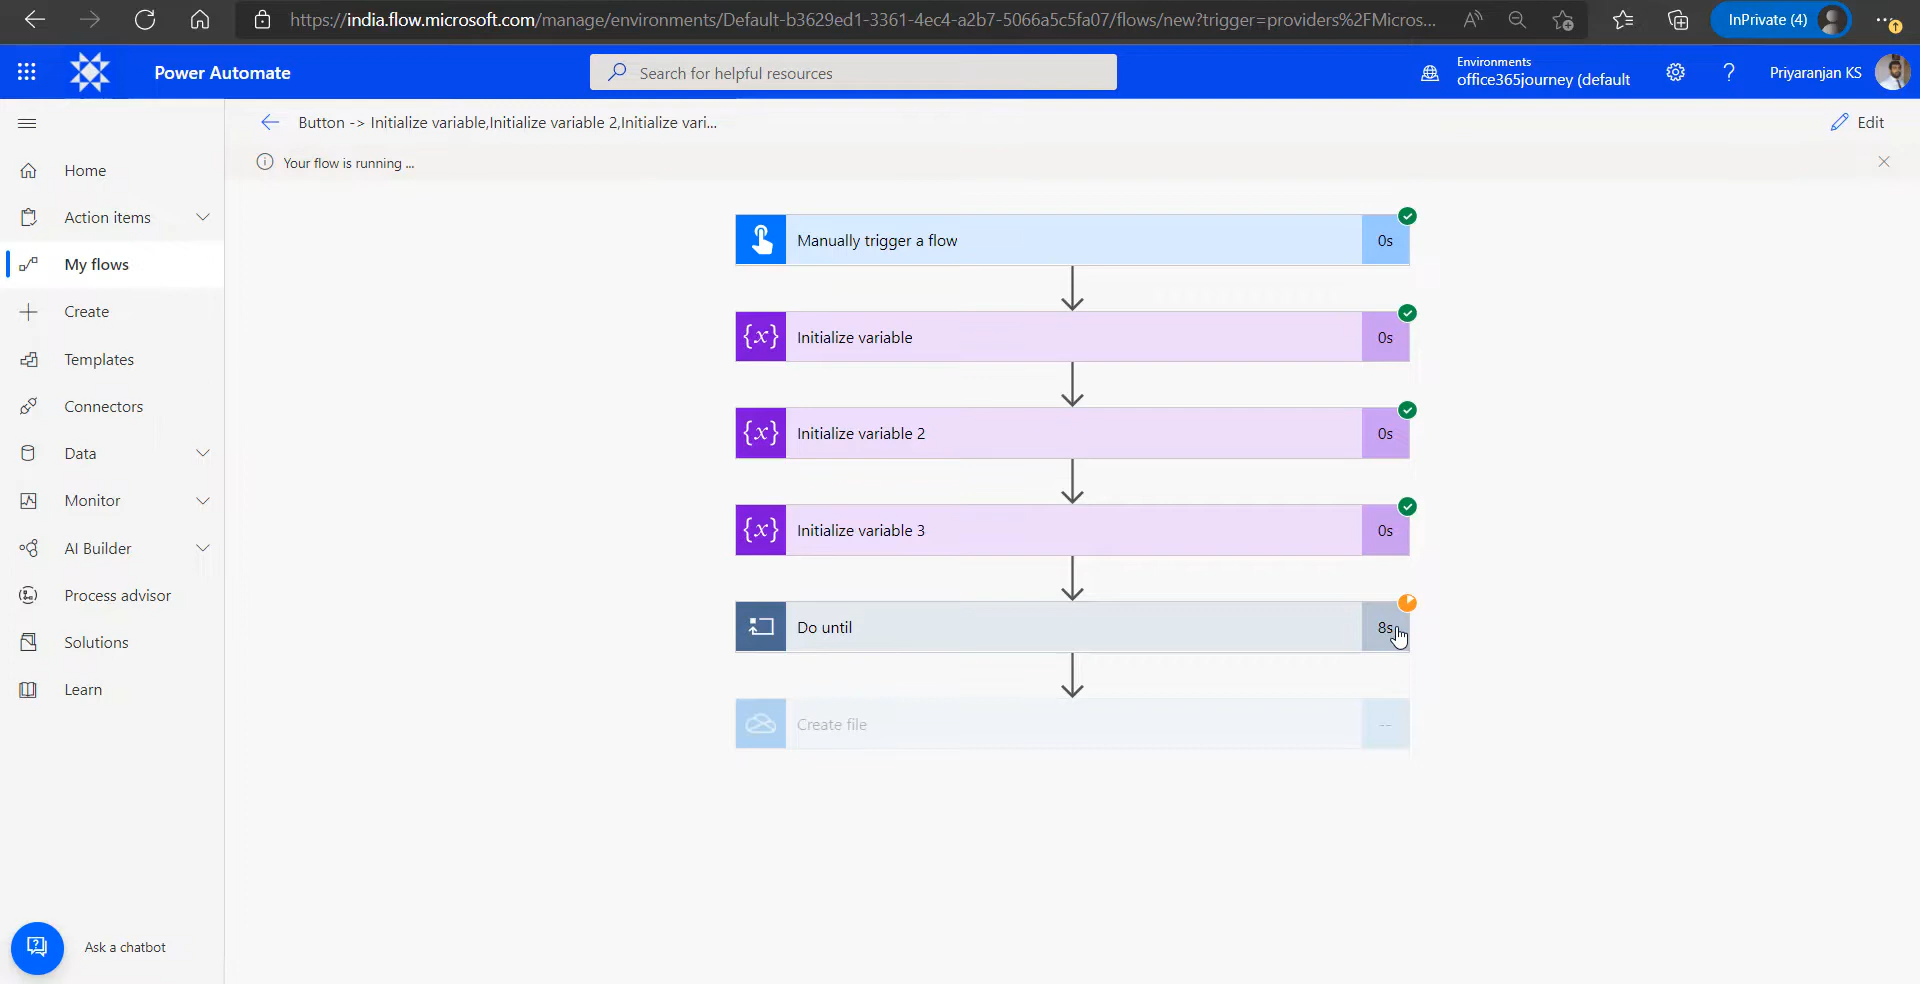 https://india.flow.microsoft.com/manage/environments/Default-b3629ed1-3361-4ec4-a2b7-5066a5c5fa07/flows/new?trigger=providers%2FMicros...
InPrivate (4)
Power Automate
Search for helpful resources
Environments
office365journey (default
?
Priyaranjan KS
Button -> Initialize variable,Initialize variable 2,Initialize vari...
Edit
Your flow is running ...
Home
Action items
My flows
Create
Templates
Connectors
Data
Monitor
AI Builder
Process advisor
Solutions
Learn
Ask a chatbot
Manually trigger a flow
0s
{x} Initialize variable
0s
{x} Initialize variable 2
0s
{x} Initialize variable 3
0s
Do until
8s
Create file
--